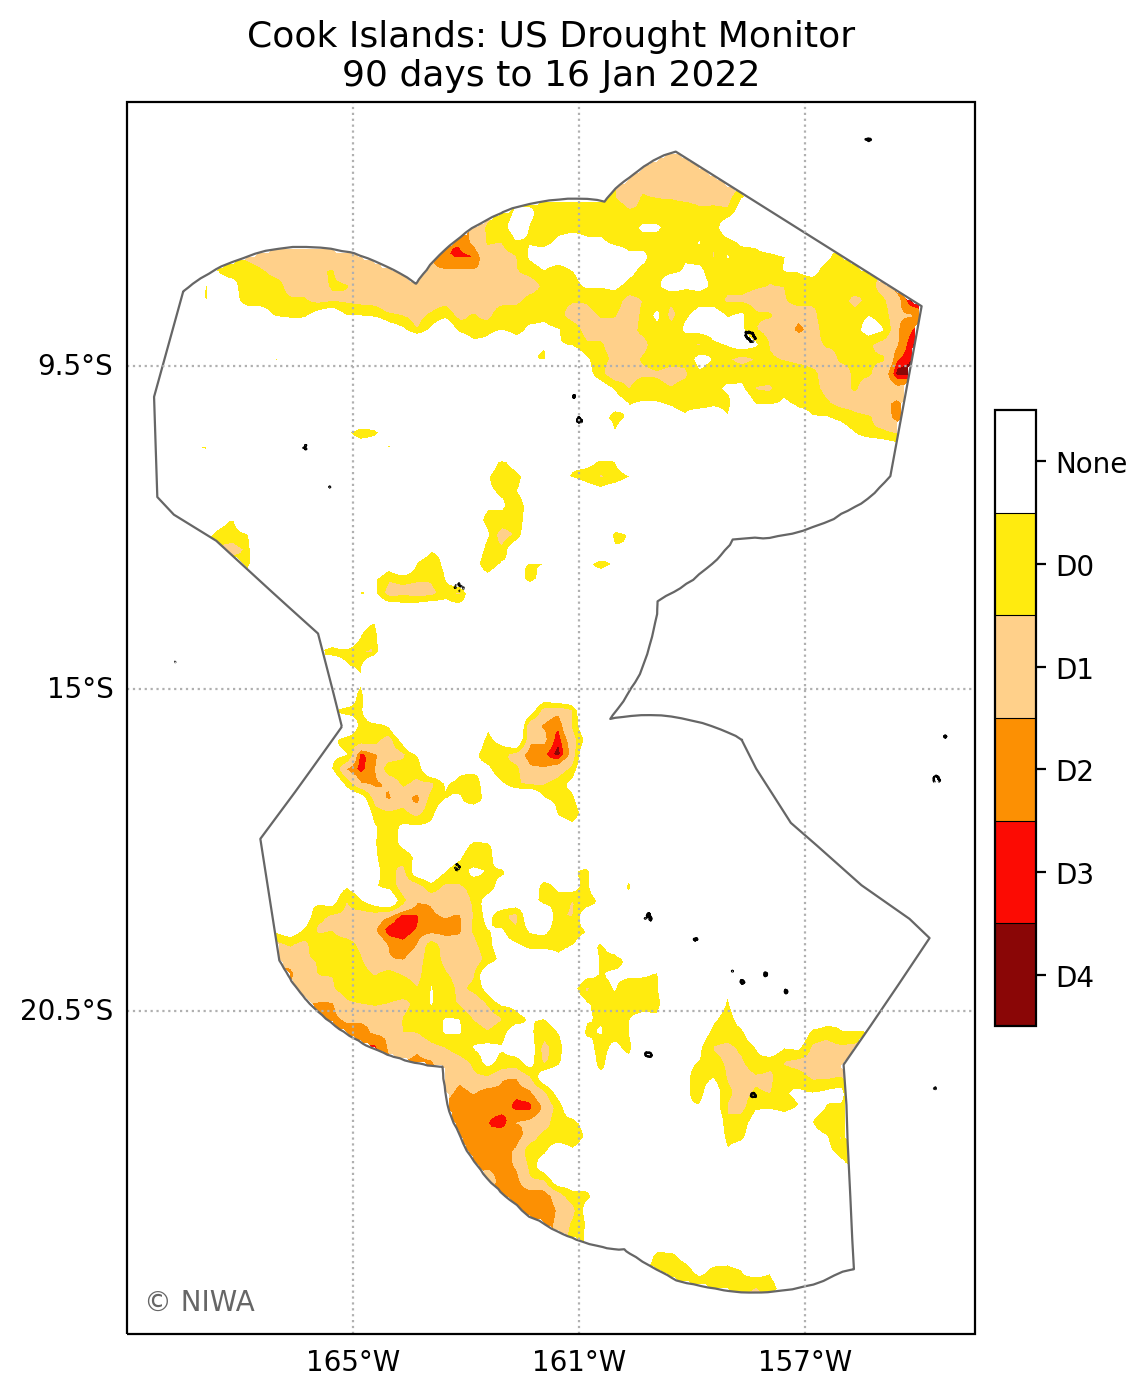 Cook Islands: US Drought Monitor
90 days to 16 Jan 2022
9.5°S
15°S
20.5°S
165°W
161°W
157°W
None
D0
D1
D2
D3
D4
© NIWA